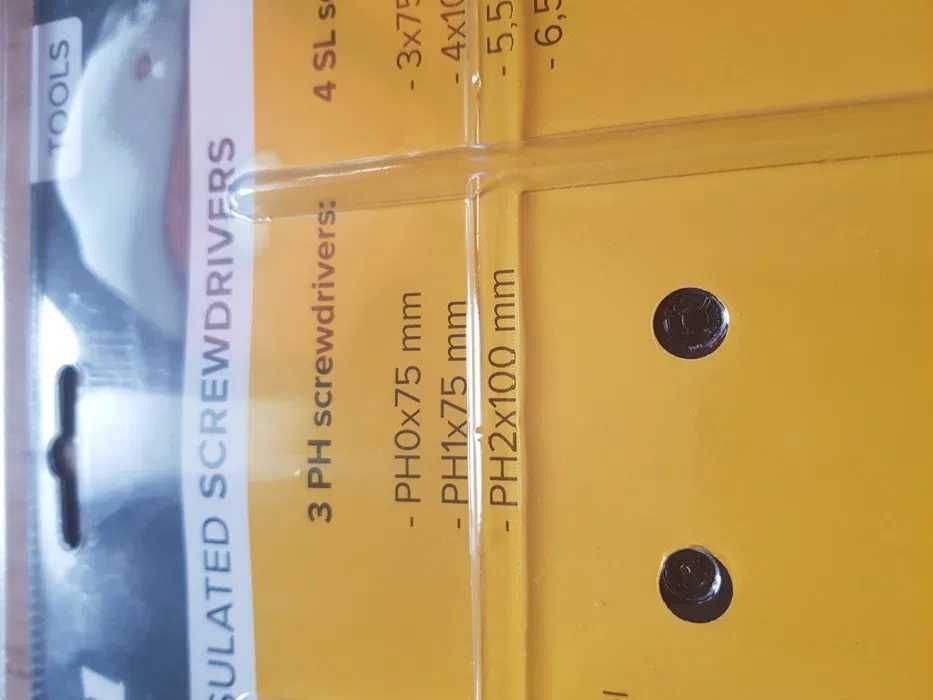 TOOLS
SULATED SCREWDRIVERS
3 PH screwdrivers:
- PH0x75 mm
- PH1x75 mm
- PH2x100 mm
4 SL sc
- 3x75
- 4x10
- 5,5
- 6,5